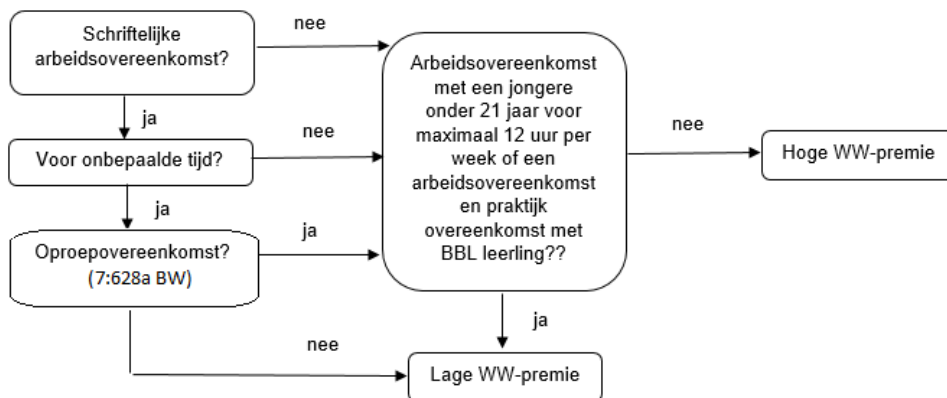 Schriftelijke
arbeidsovereenkomst?
nee
ja
Voor onbepaalde tijd?
nee
ja
Oproepovereenkomst?
(7:628a BW)
ja
nee
Arbeidsovereenkomst
met een jongere
onder 21 jaar voor
maximaal 12 uur per
week of een
arbeidsovereenkomst
en praktijk
overeenkomst met
BBL leerling??
nee
Hoge WW-premie
ja
Lage WW-premie